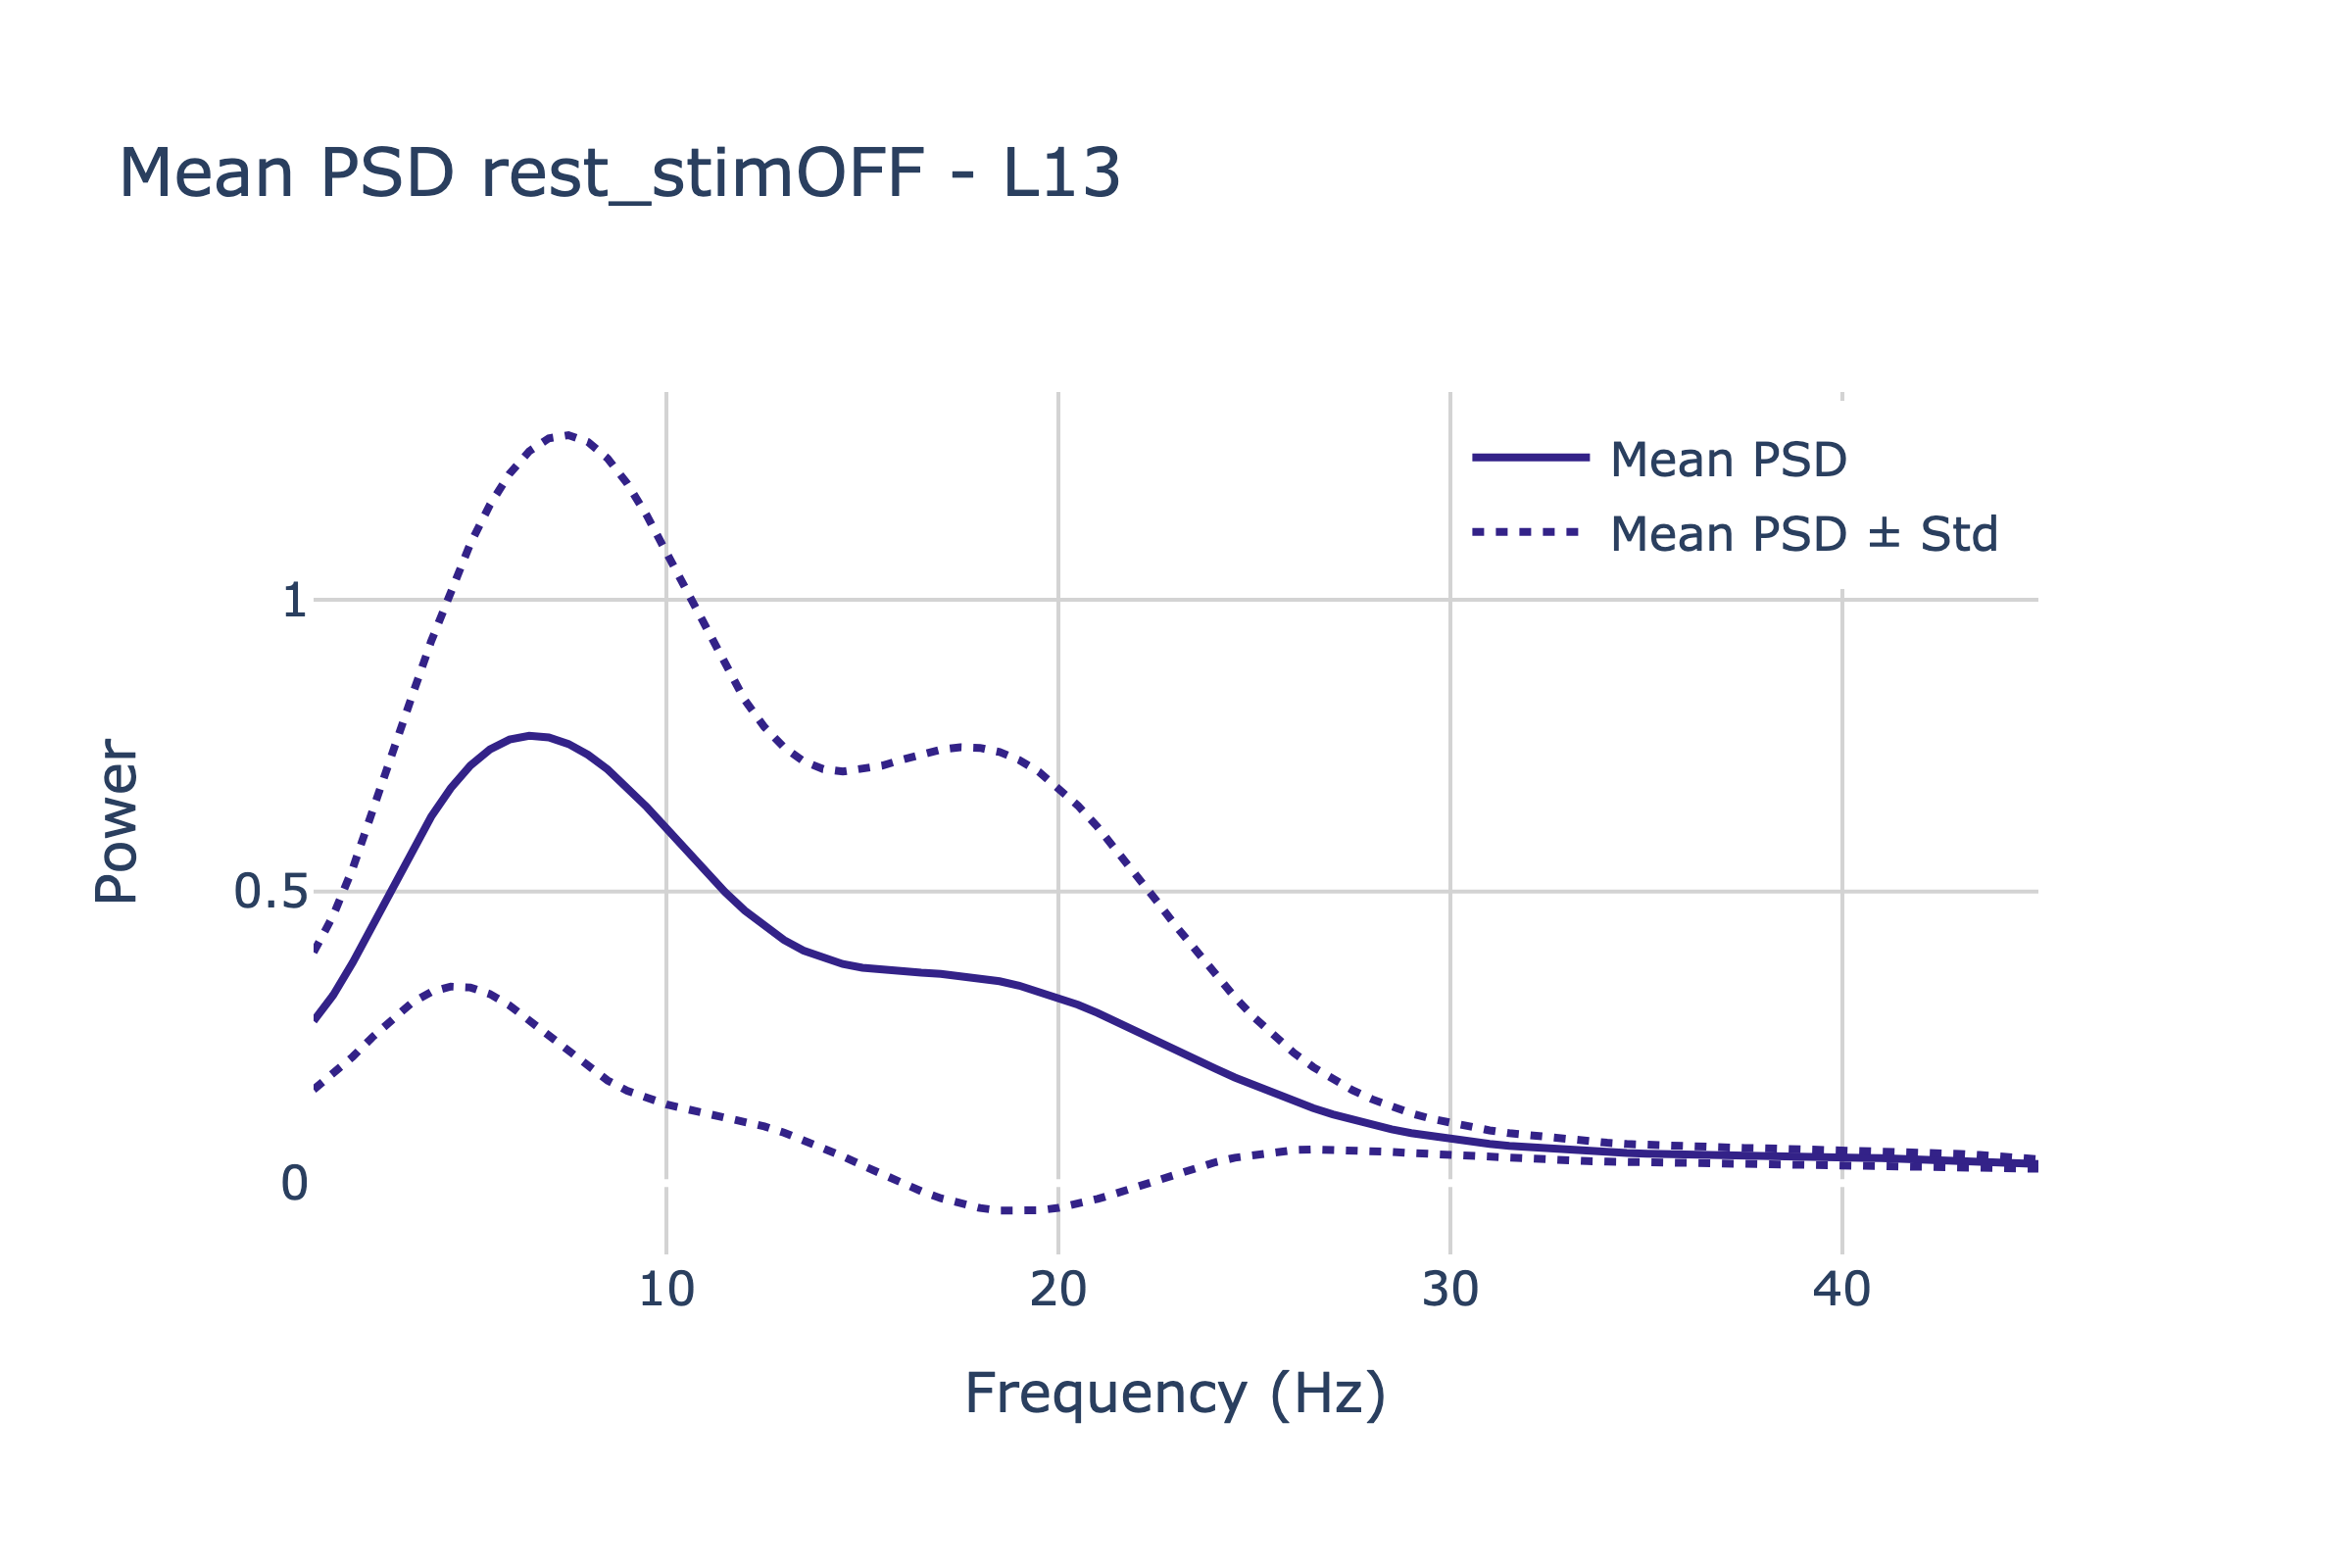 Mean PSD rest_stimOFF - L13
Mean PSD
Mean PSD ± Std
1
0.5
0
Power
10 20 30 40
Frequency (Hz)